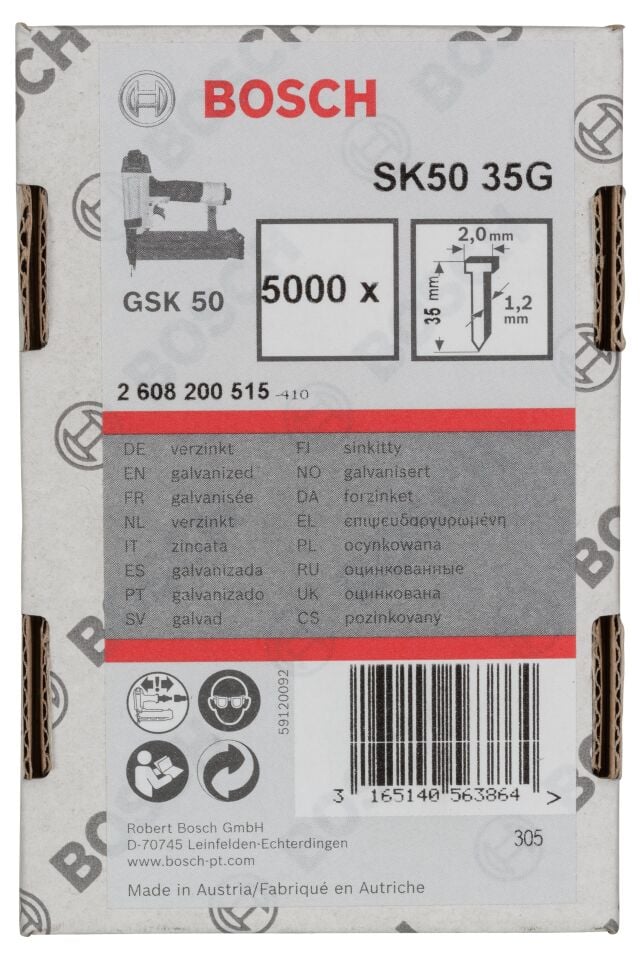 BOSCH
SK50 35G
GSK 50
5000 x
2,0 mm
35 mm
1,2
mm
2 608 200 515 -410
DE verzinkt FI sinkitty
EN galvanized NO galvanisert
FR galvanisée DA forzinket
NL verzinkt EL επιψευδαργυρωμένη
IT zincata PL ocynkowana
ES galvanizada RU оцинкованные
PT galvanizado UK оцинкована
SV galvad CS pozinkovaný
59120092
3 165140 563864 >
Robert Bosch GmbH
D-70745 Leinfelden-Echterdingen
www.bosch-pt.com
305
Made in Austria/Fabriqué en Autriche